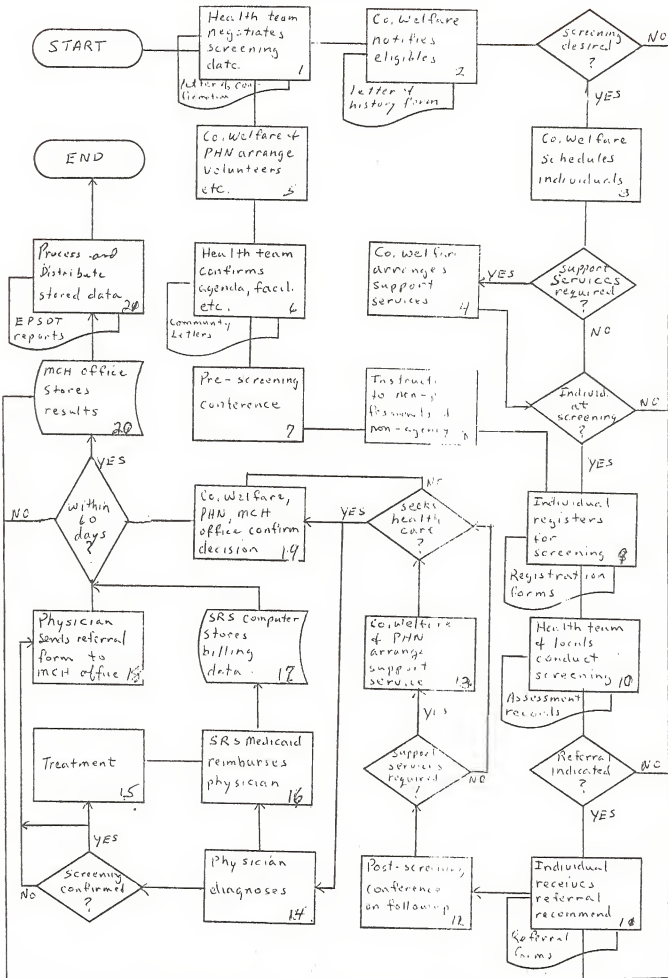 START
Health team
negotiates
screening
date.
1
Letter of con-
firmation
Co. Welfare
notifies
eligibles
2
Letter &
history form
Screening
desired
?
NO
YES
Co. Welfare
schedules
individuals
3
Support
services
required
?
YES
NO
Co. Welfare
arranges
support
services
4
Co. Welfare &
PHN arrange
volunteers
etc.
5
END
Health team
confirms
agenda, facil.
etc.
6
Community
Letters
Process and
Distribute
stored data
EPSDT
reports
MCH office
stores
results
20
Pre-screening
conference
7
to non-
non-agency
Individ.
at
screening
?
NO
YES
Individual
registers
for
screening
9
Registration
forms
Health team
& locals
conduct
screening
10
Assessment
records
Referral
indicated
?
NO
YES
Individual
receives
referral
recommend
Referral
forms
Post-screening
conference
on followup
12
Support
services
required
?
YES
NO
Co. Welfare
& PHN
arrange
support
service
13
Seeks
health
care
?
NO
YES
Co. Welfare,
PHN, MCH
office confirm
decision
19
Within
60
days
?
YES
NO
Physician
sends referral
form to
MCH office
SRS computer
stores
billing
data
17
Treatment
15
SRS Medicaid
reimburses
physician
16
Physician
diagnoses
14
Screening
confirmed
?
YES
NO